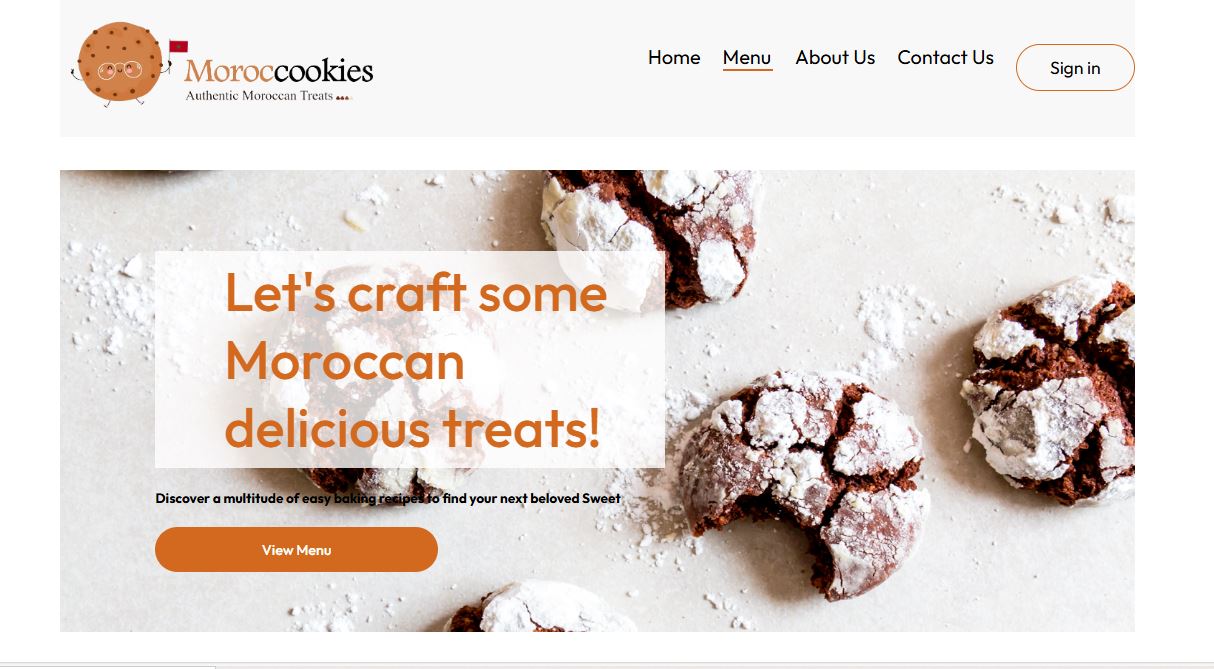 Moroccookies
Authentic Moroccan Treats
Home Menu About Us Contact Us Sign in
Let's craft some
Moroccan
delicious treats!
Discover a multitude of easy baking recipes to find your next beloved Sweet
View Menu